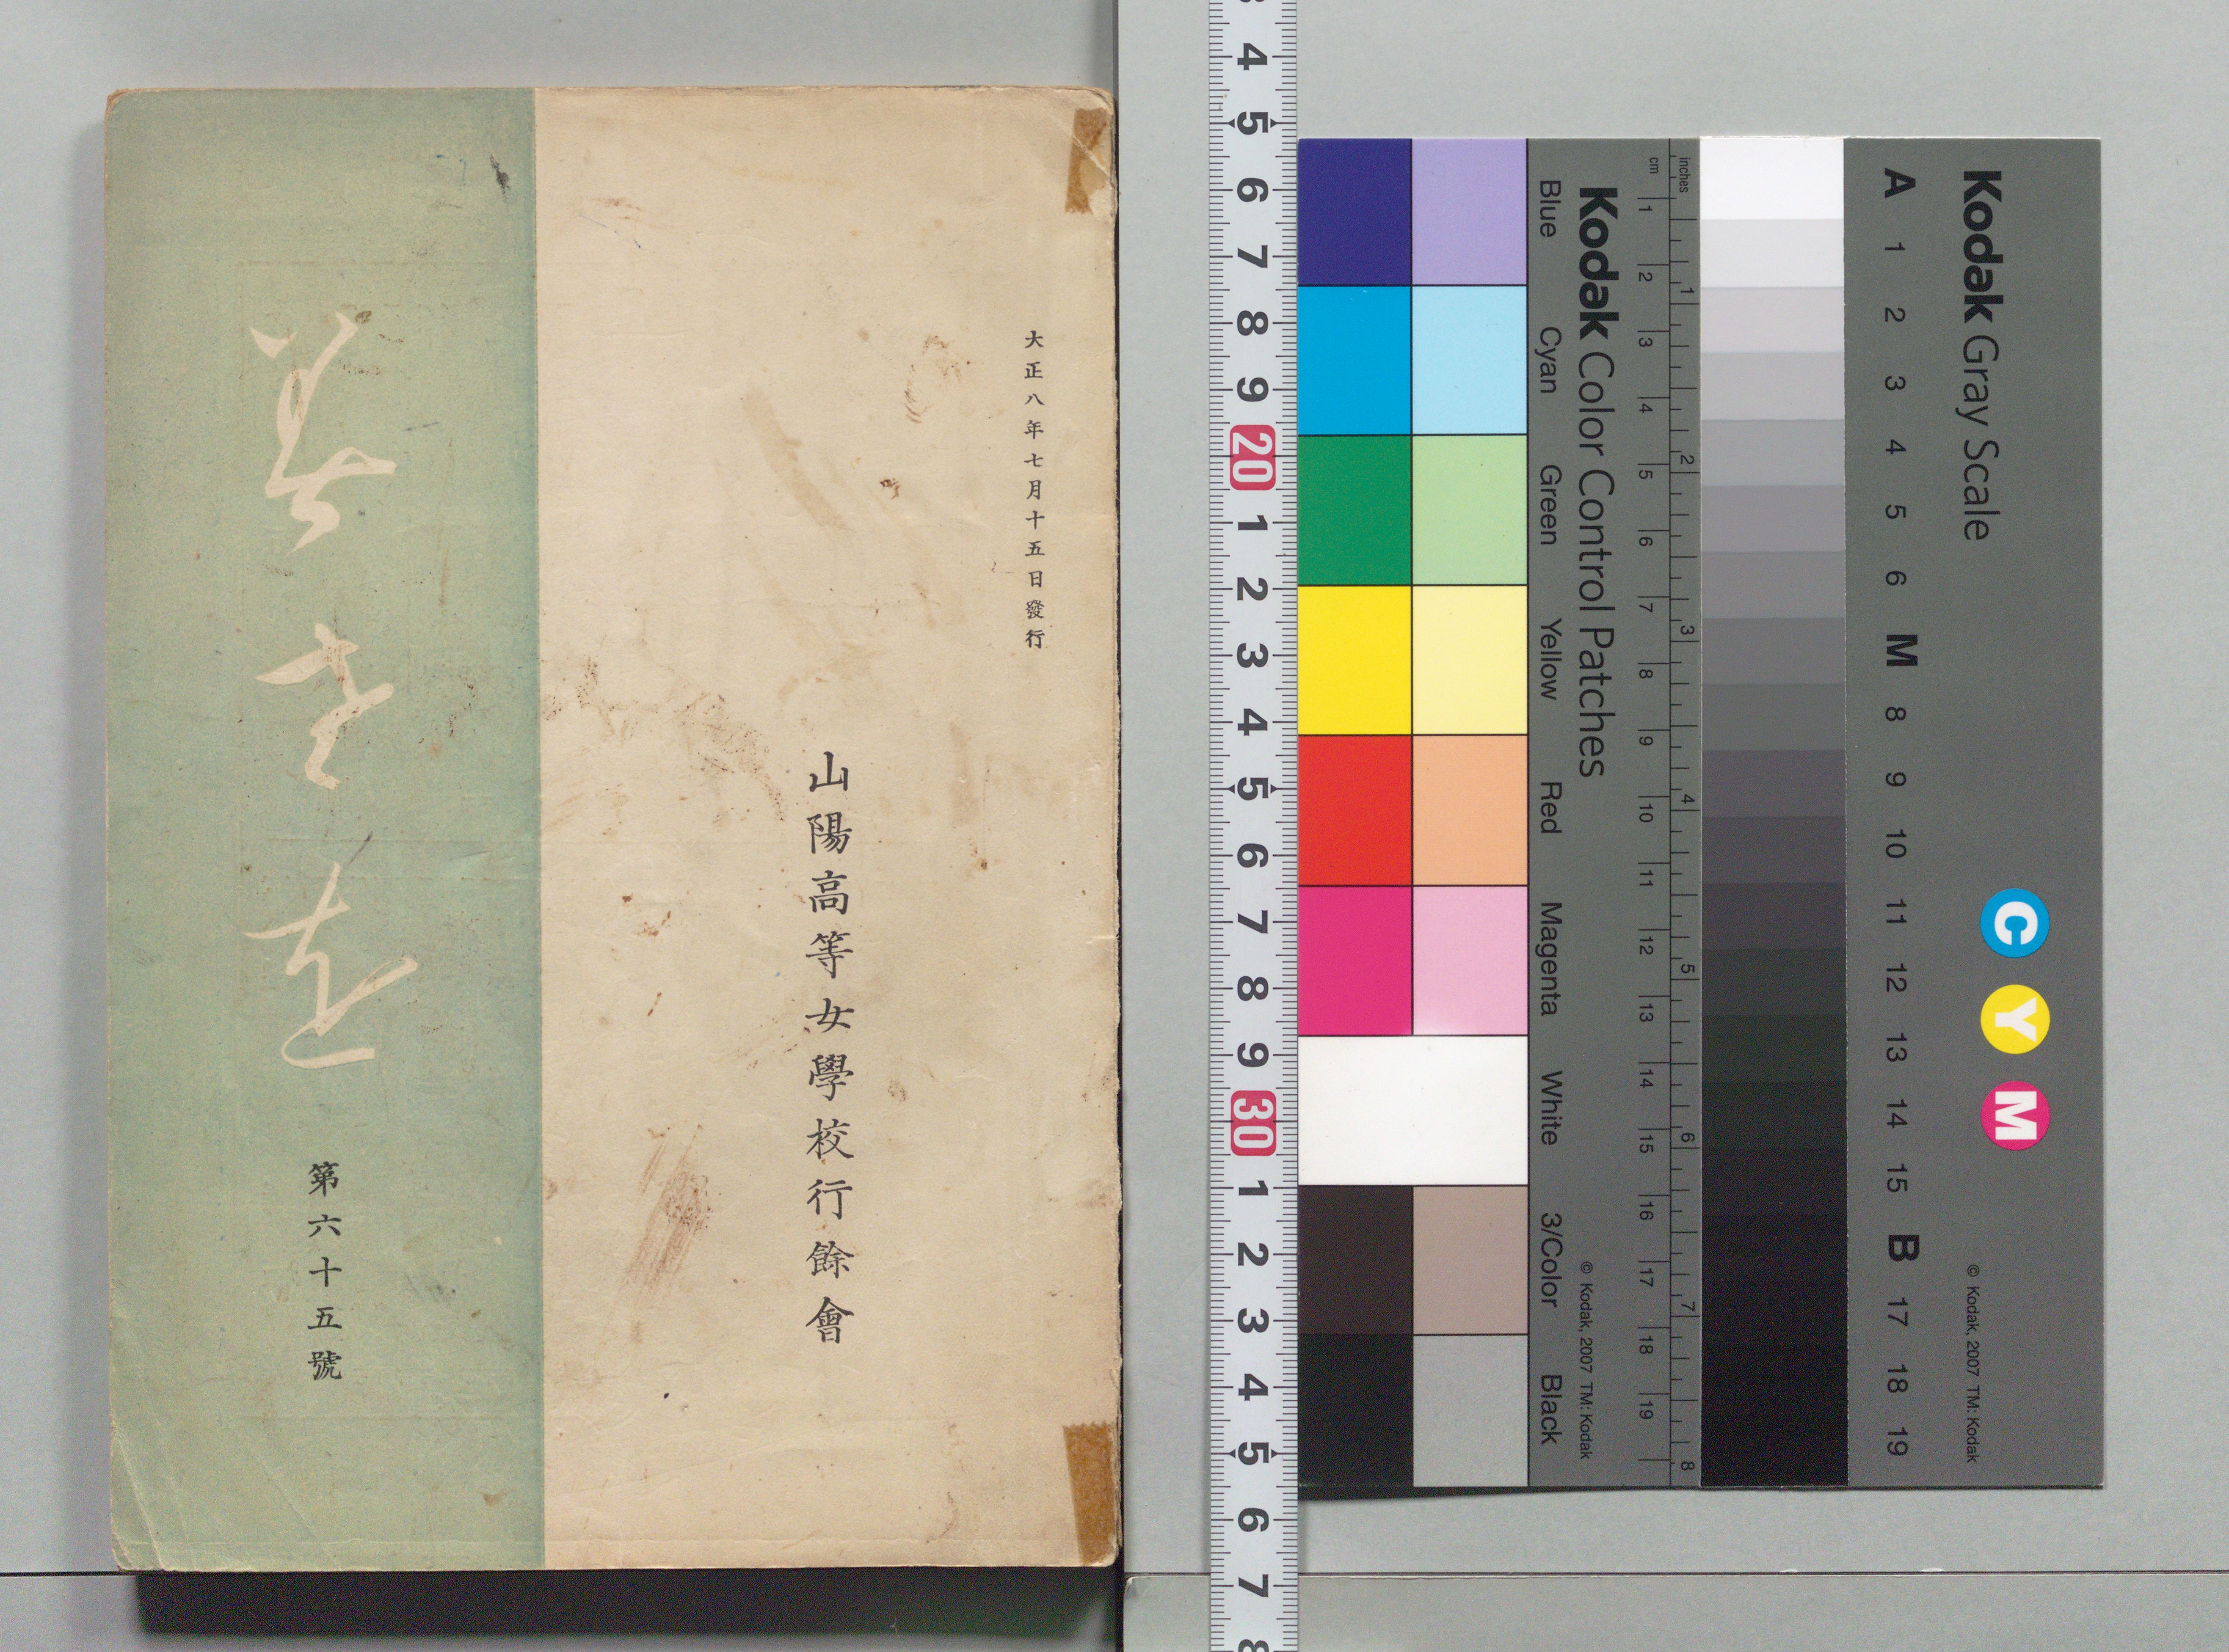 大正八年七月十五日發行
山陽高等女學校行餘會
美さを
第六十五號
3 4 5 6 7 8 9 20 1 2 3 4 5 6 7 8 9 30 1 2 3 4 5 6 7 8
Kodak Gray Scale
C Y M
© Kodak, 2007 TM: Kodak
A 1 2 3 4 5 6 M 8 9 10 11 12 13 14 15 B 17 18 19
inches 1 2 3 4 5 6 7 8
cm 1 2 3 4 5 6 7 8 9 10 11 12 13 14 15 16 17 18 19
Kodak Color Control Patches
© Kodak, 2007 TM: Kodak
Blue Cyan Green Yellow Red Magenta White 3/Color Black